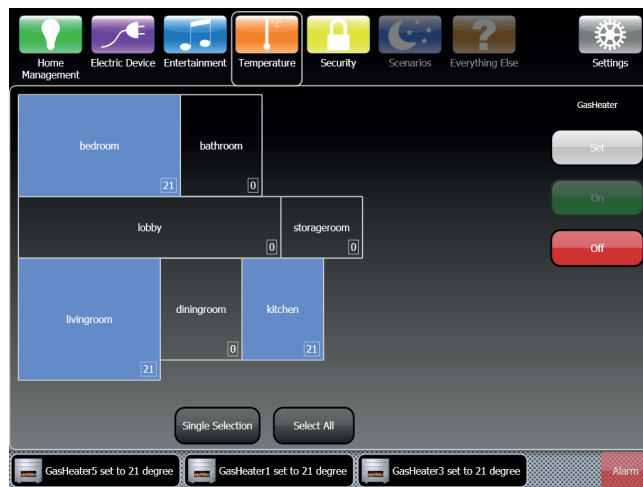 °C
Home
Management
Electric Device
Entertainment
Temperature
Security
Scenarios
Everything Else
Settings
?
GasHeater
bedroom
21
bathroom
0
Set
On
lobby
0
storageroom
0
Off
livingroom
21
diningroom
0
kitchen
21
Single Selection
Select All
GasHeater5 set to 21 degree
GasHeater1 set to 21 degree
GasHeater3 set to 21 degree
Alarm